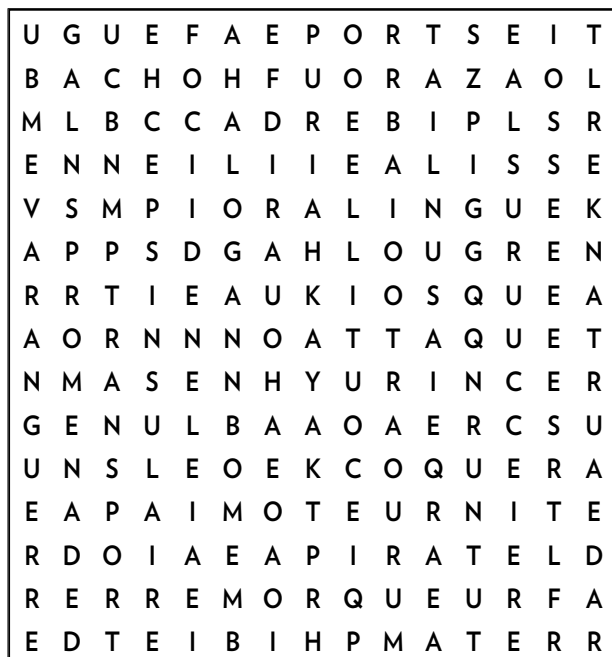 U G U E F A E P O R T S E I T
B A C H O H F U O R A Z A O L
M L B C C A D R E B I P L S R
E N N E I L I I E A L I S S E
V S M P I O R A L I N G U E K
A P P S D G A H L O U G R E N
R R T I E A U K I O S Q U E A
A O R N N N O A T T A Q U E T
N M A S E N H Y U R I N C E R
G E N U L B A A O A E R C S U
U N S L E O E K C O Q U E R A
E A P A I M O T E U R N I T E
R D O I A E A P I R A T E L D
R E R R E M O R Q U E U R F A
E D T E I B I H P M A T E R R